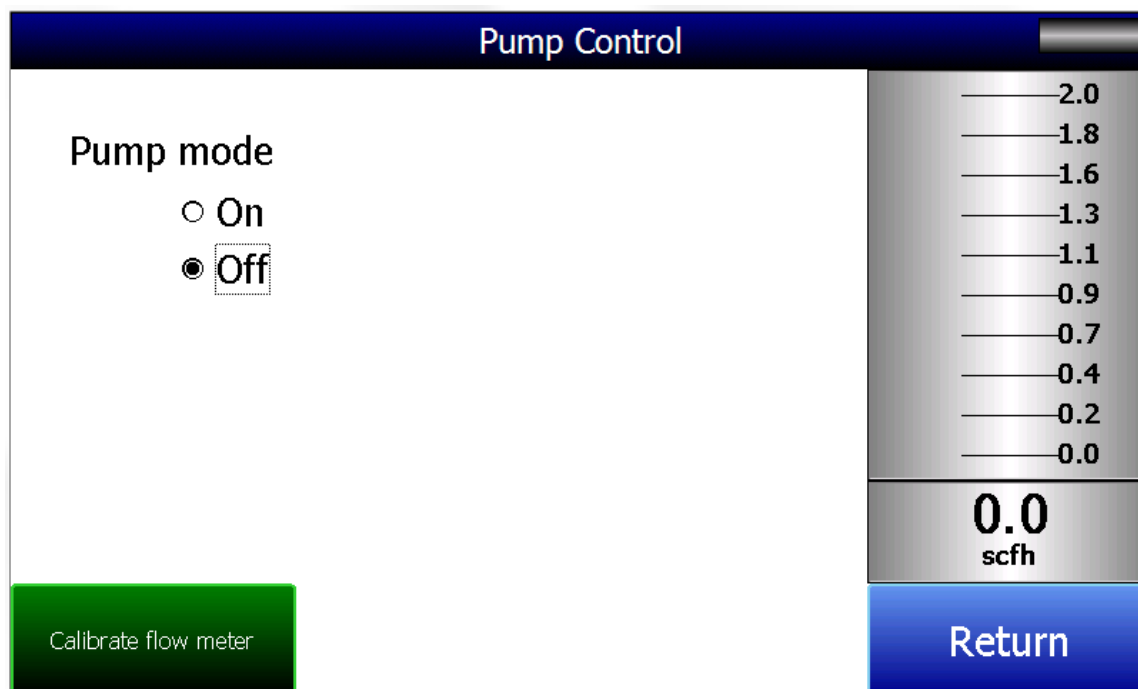 Pump Control
Pump mode
On
Off
2.0
1.8
1.6
1.3
1.1
0.9
0.7
0.4
0.2
0.0
0.0
scfh
Calibrate flow meter
Return